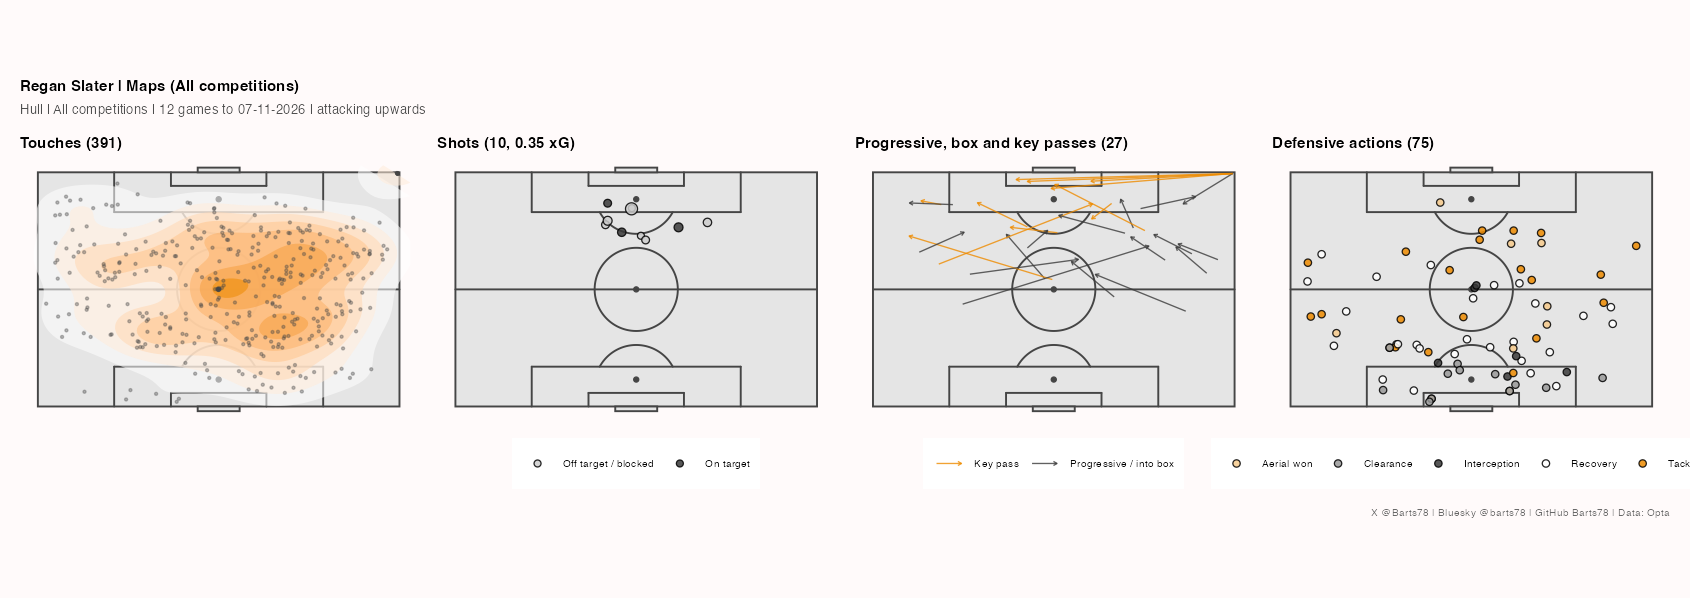 Regan Slater | Maps (All competitions)
Hull | All competitions | 12 games to 07-11-2026 | attacking upwards
Touches (391)
Shots (10, 0.35 xG)
Progressive, box and key passes (27)
Defensive actions (75)
Off target / blocked
On target
Key pass
Progressive / into box
Aerial won
Clearance
Interception
Recovery
Tack
X @Barts78 | Bluesky @barts78 | GitHub Barts78 | Data: Opta